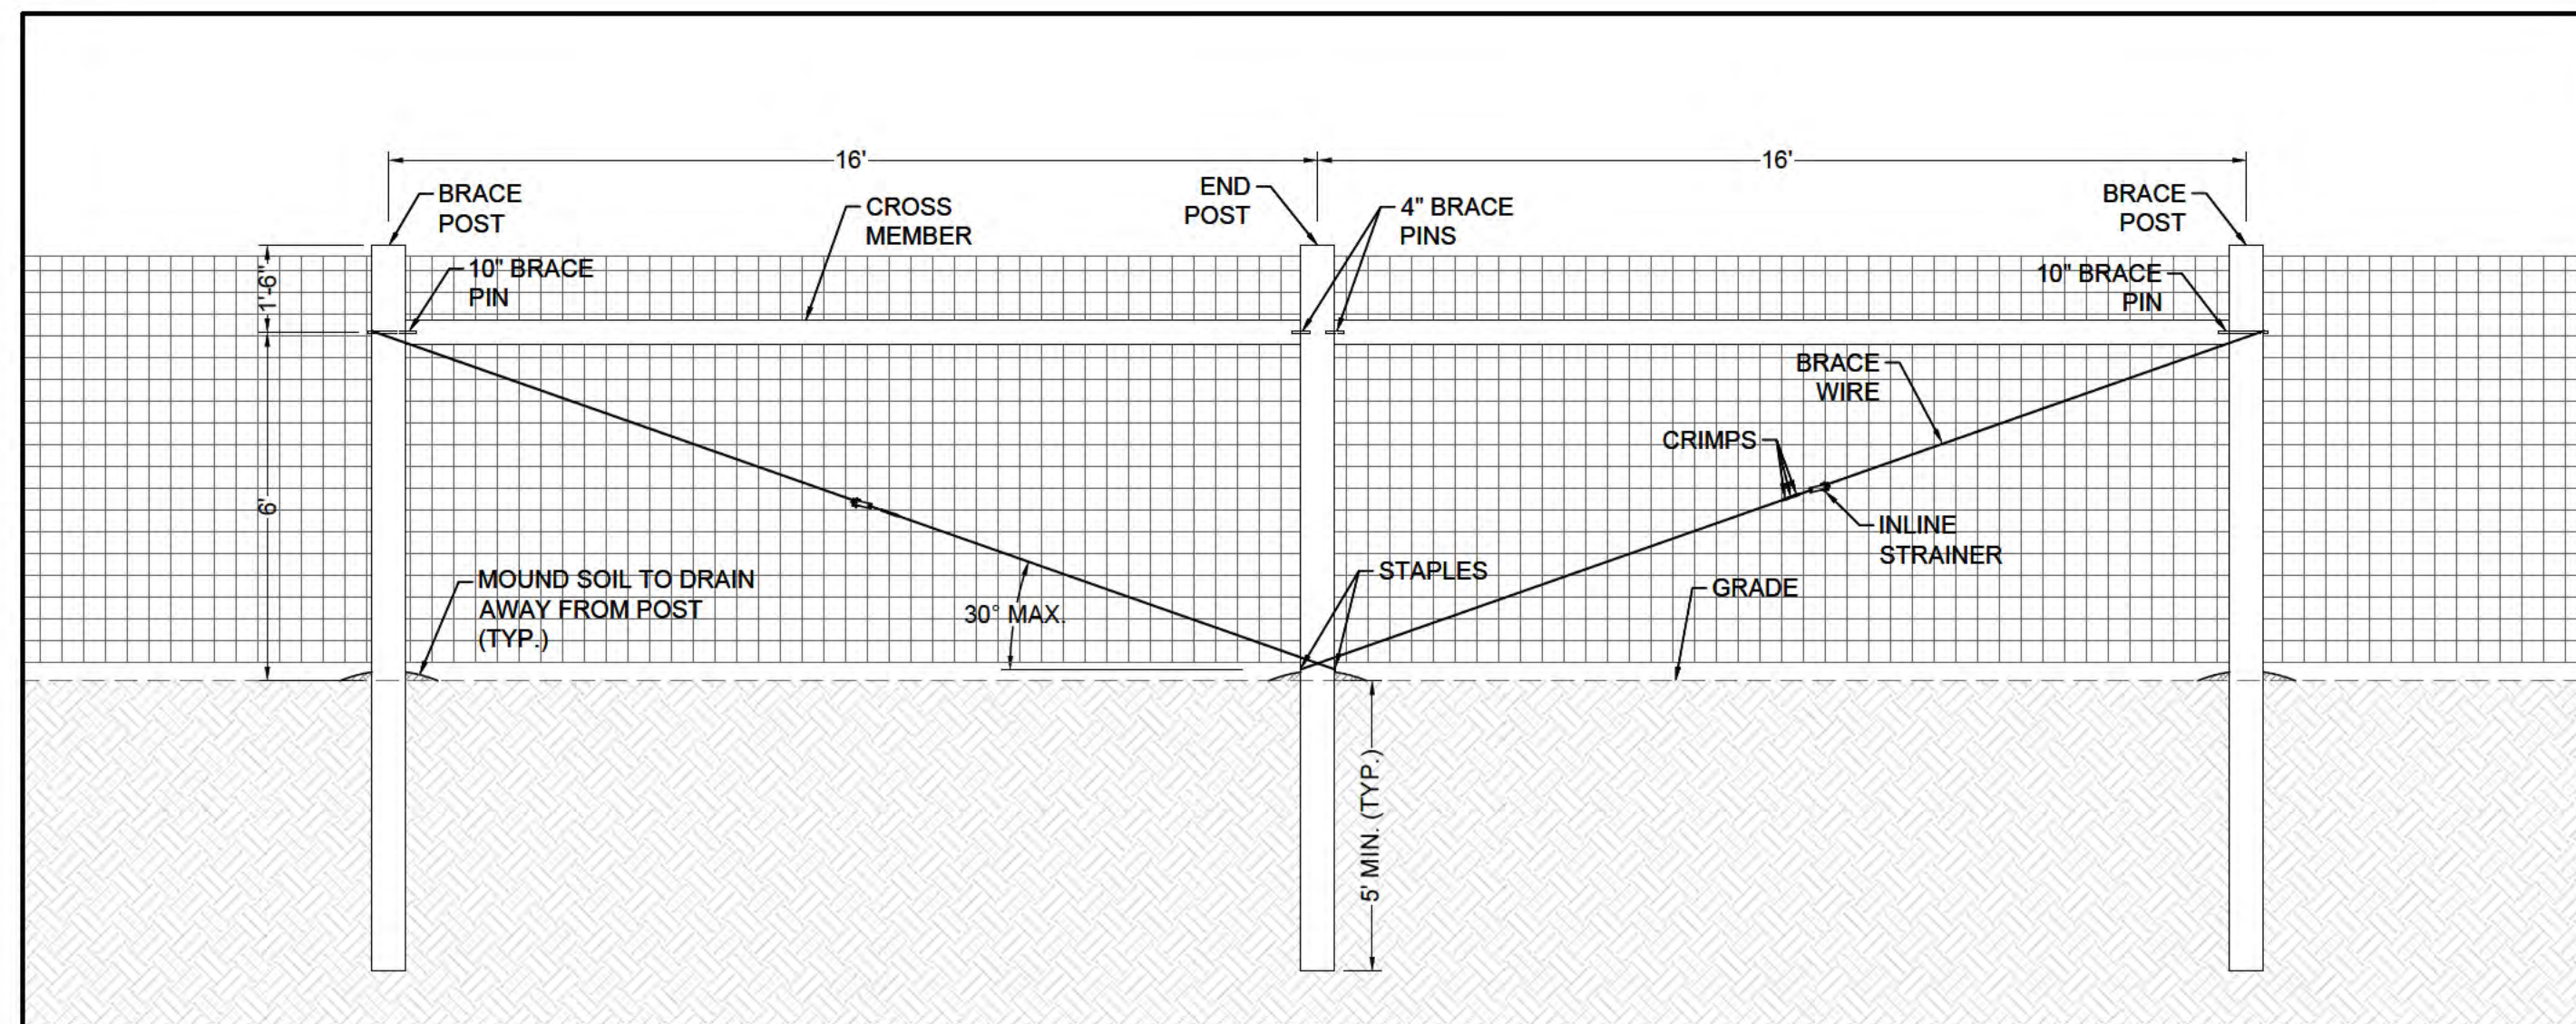 16'
16'
BRACE
POST
CROSS
MEMBER
END
POST
4" BRACE
PINS
BRACE
POST
1'-6"
10" BRACE
PIN
10" BRACE
PIN
BRACE
WIRE
CRIMPS
6'
INLINE
STRAINER
MOUND SOIL TO DRAIN
AWAY FROM POST
(TYP.)
30° MAX.
STAPLES
GRADE
5' MIN. (TYP.)